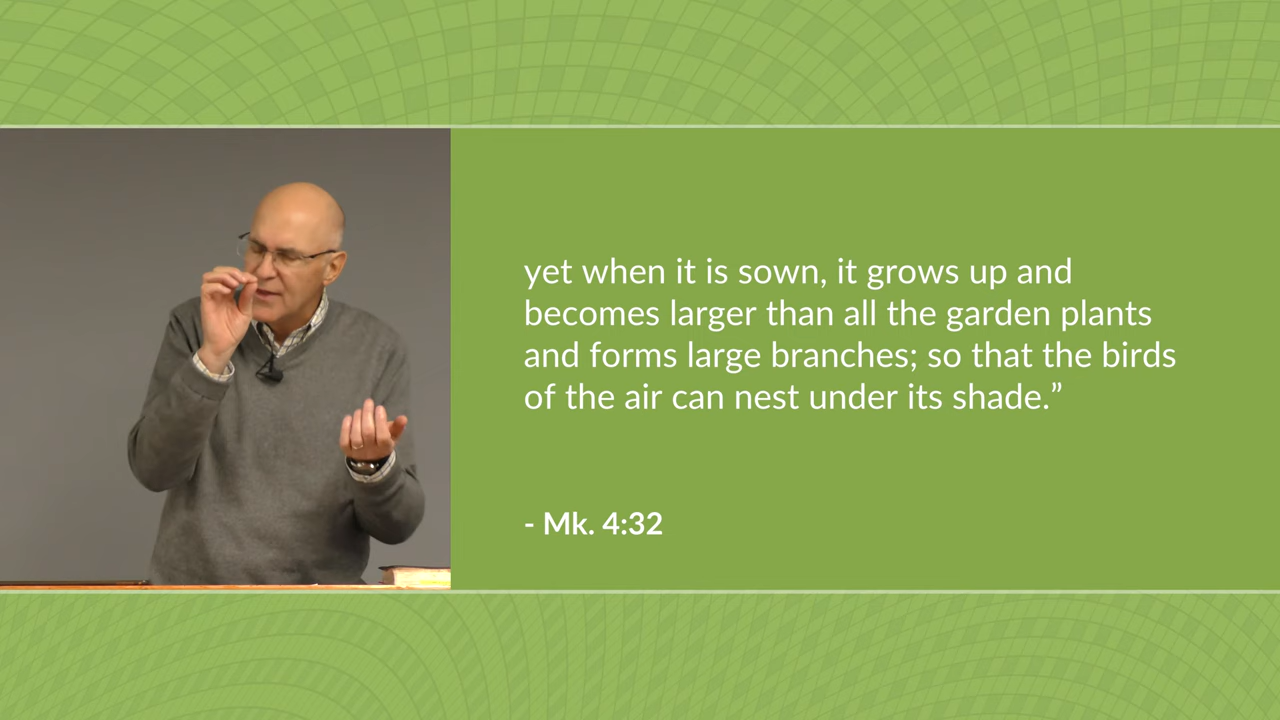 yet when it is sown, it grows up and
becomes larger than all the garden plants
and forms large branches; so that the birds
of the air can nest under its shade.”
- Mk. 4:32